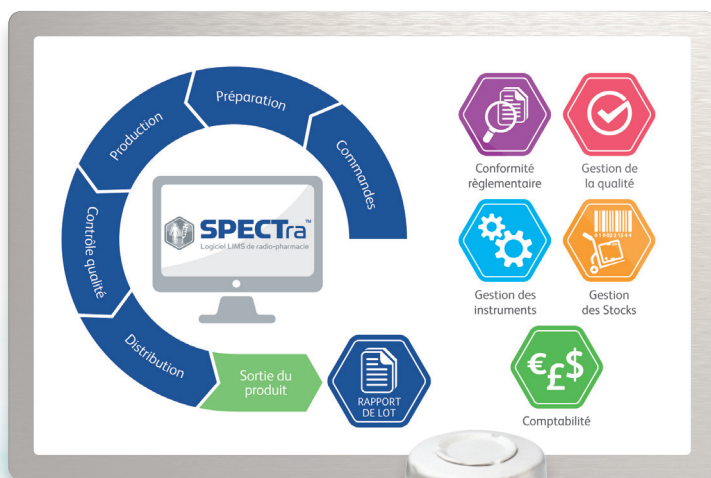 Commandes
Préparation
Production
Contrôle qualité
Distribution
Sortie du
produit
RAPPORT
DE LOT
SPECTra™
Logiciel LIMS de radio-pharmacie
Conformité
règlementaire
Gestion de
la qualité
Gestion des
instruments
Gestion
des Stocks
€£$
Comptabilité